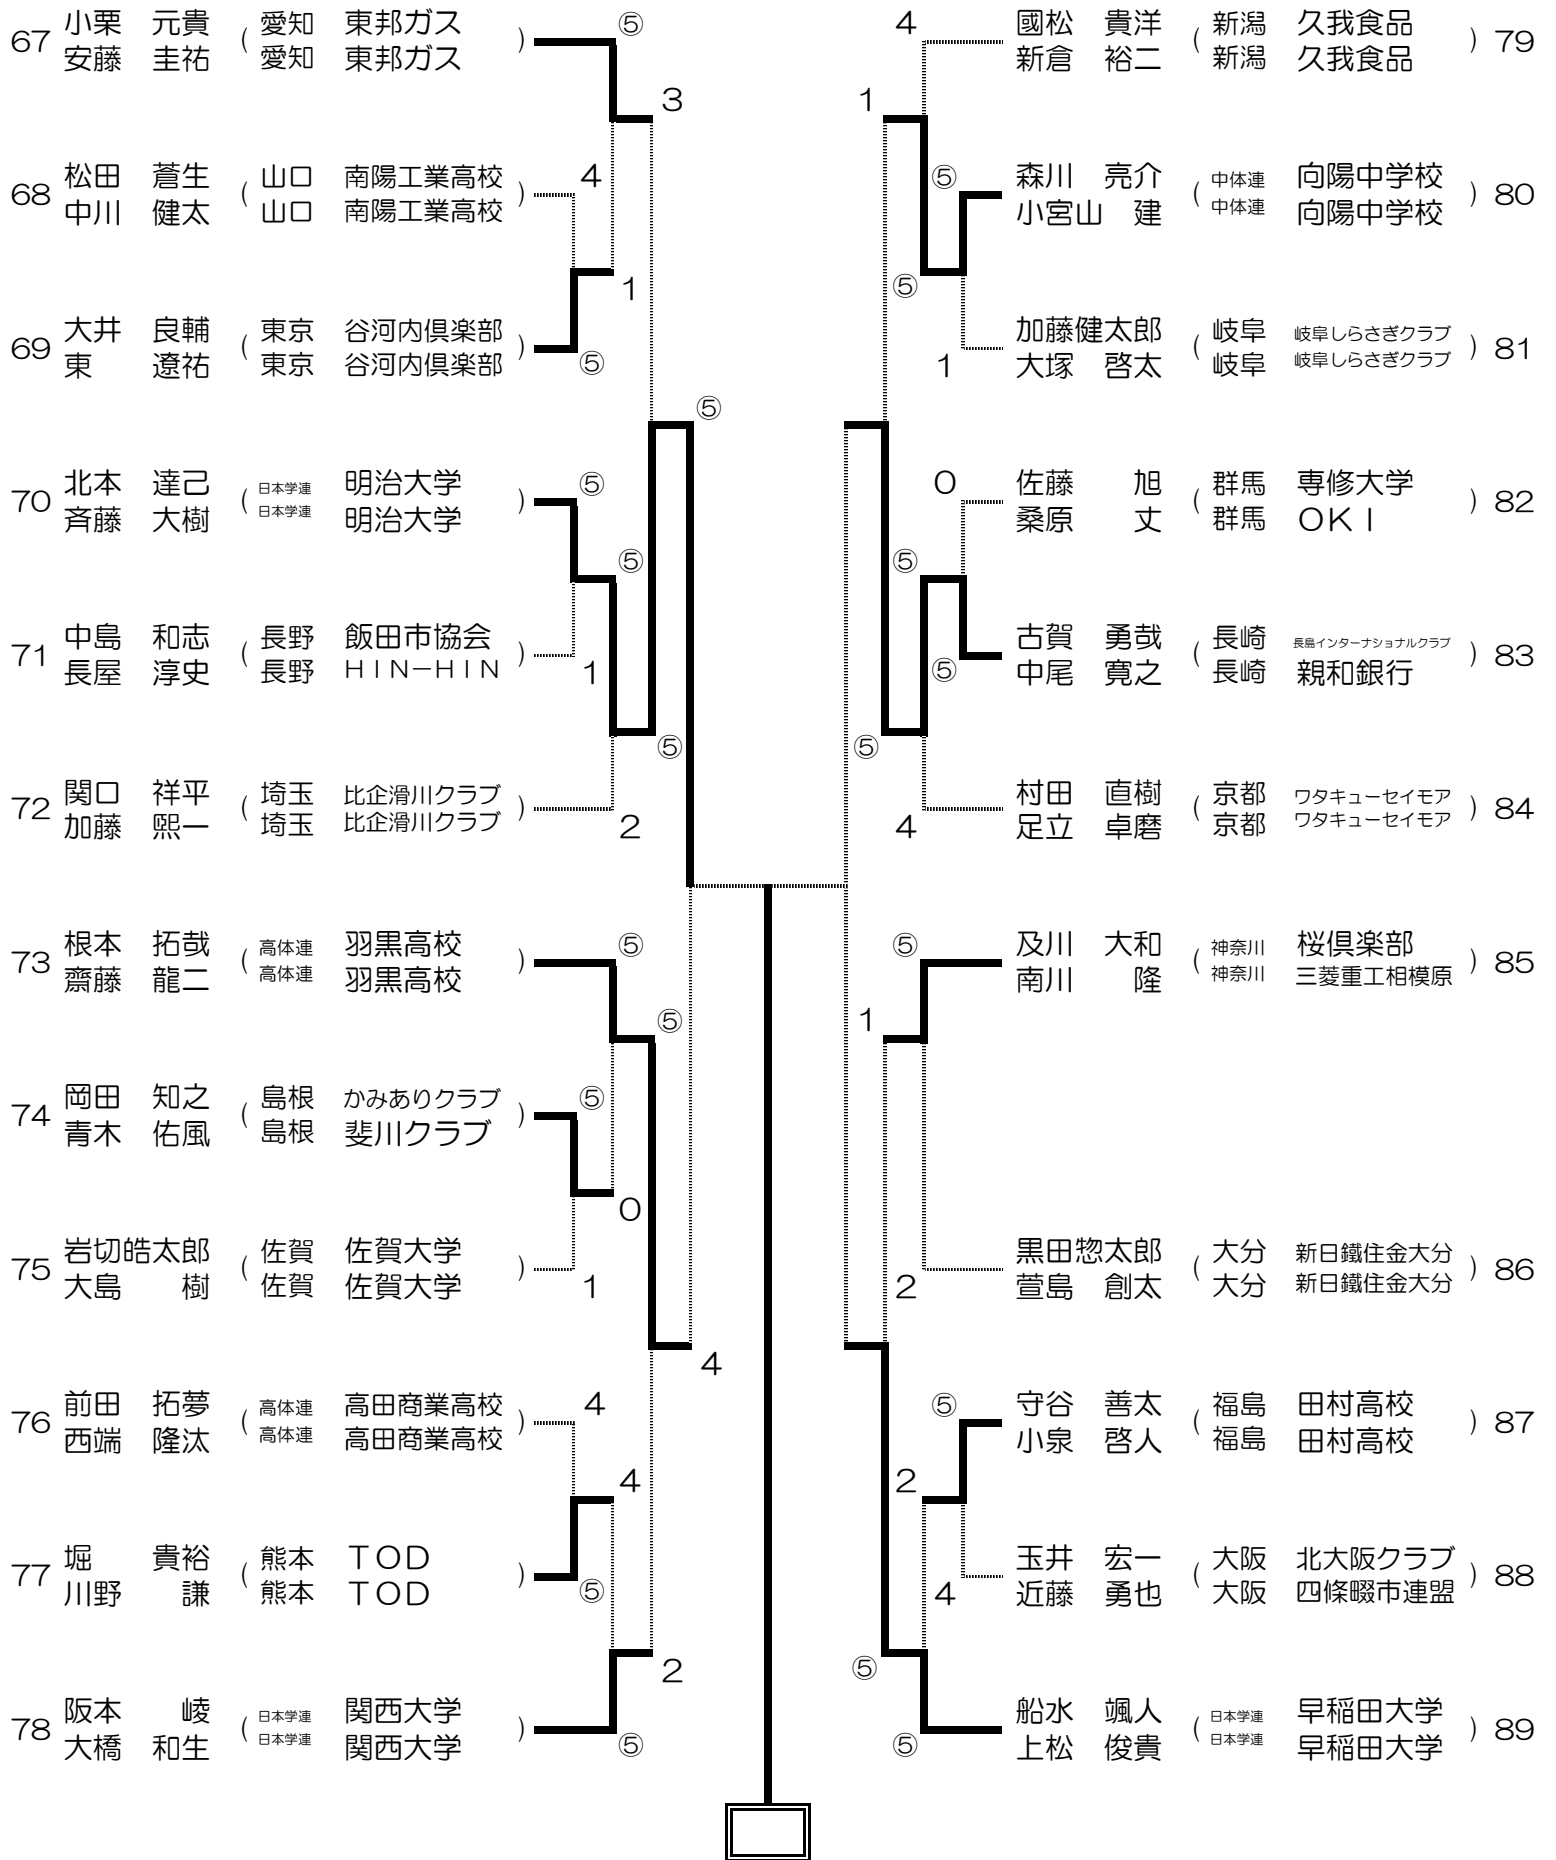 67 小栗 元貴 ( 愛知 東邦ガス ) ⑤
安藤 圭祐 愛知 東邦ガス
3
68 松田 蒼生 ( 山口 南陽工業高校 ) 4
中川 健太 山口 南陽工業高校
1
69 大井 良輔 ( 東京 谷河内倶楽部 ) ⑤
東 遼祐 東京 谷河内倶楽部
⑤
70 北本 達己 ( 日本学連 明治大学 ) ⑤
斉藤 大樹 日本学連 明治大学
⑤
71 中島 和志 ( 長野 飯田市協会 ) 1
長屋 淳史 長野 HIN-HIN
⑤
72 関口 祥平 ( 埼玉 比企滑川クラブ ) 2
加藤 熙一 埼玉 比企滑川クラブ
73 根本 拓哉 ( 高体連 羽黒高校 ) ⑤
齋藤 龍二 高体連 羽黒高校
⑤
74 岡田 知之 ( 島根 かみありクラブ ) ⑤
青木 佑風 島根 斐川クラブ
0
75 岩切皓太郎 ( 佐賀 佐賀大学 ) 1
大島 樹 佐賀 佐賀大学
4
76 前田 拓夢 ( 高体連 高田商業高校 ) 4
西端 隆汰 高体連 高田商業高校
4
77 堀 貴裕 ( 熊本 TOD ) ⑤
川野 謙 熊本 TOD
2
78 阪本 崚 ( 日本学連 関西大学 ) ⑤
大橋 和生 日本学連 関西大学
4 國松 貴洋 ( 新潟 久我食品 ) 79
新倉 裕二 新潟 久我食品
1
⑤ 森川 亮介 ( 中体連 向陽中学校 ) 80
小宮山 建 中体連 向陽中学校
⑤
1 加藤健太郎 ( 岐阜 岐阜しらさぎクラブ ) 81
大塚 啓太 岐阜 岐阜しらさぎクラブ
0 佐藤 旭 ( 群馬 専修大学 ) 82
桑原 丈 群馬 OKI
⑤
⑤ 古賀 勇哉 ( 長崎 長島インターナショナルクラブ ) 83
中尾 寛之 長崎 親和銀行
⑤
4 村田 直樹 ( 京都 ワタキューセイモア ) 84
足立 卓磨 京都 ワタキューセイモア
⑤ 及川 大和 ( 神奈川 桜倶楽部 ) 85
南川 隆 神奈川 三菱重工相模原
1
2 黒田惣太郎 ( 大分 新日鐵住金大分 ) 86
萱島 創太 大分 新日鐵住金大分
⑤ 守谷 善太 ( 福島 田村高校 ) 87
小泉 啓人 福島 田村高校
2
4 玉井 宏一 ( 大阪 北大阪クラブ ) 88
近藤 勇也 大阪 四條畷市連盟
⑤
⑤ 船水 颯人 ( 日本学連 早稲田大学 ) 89
上松 俊貴 日本学連 早稲田大学